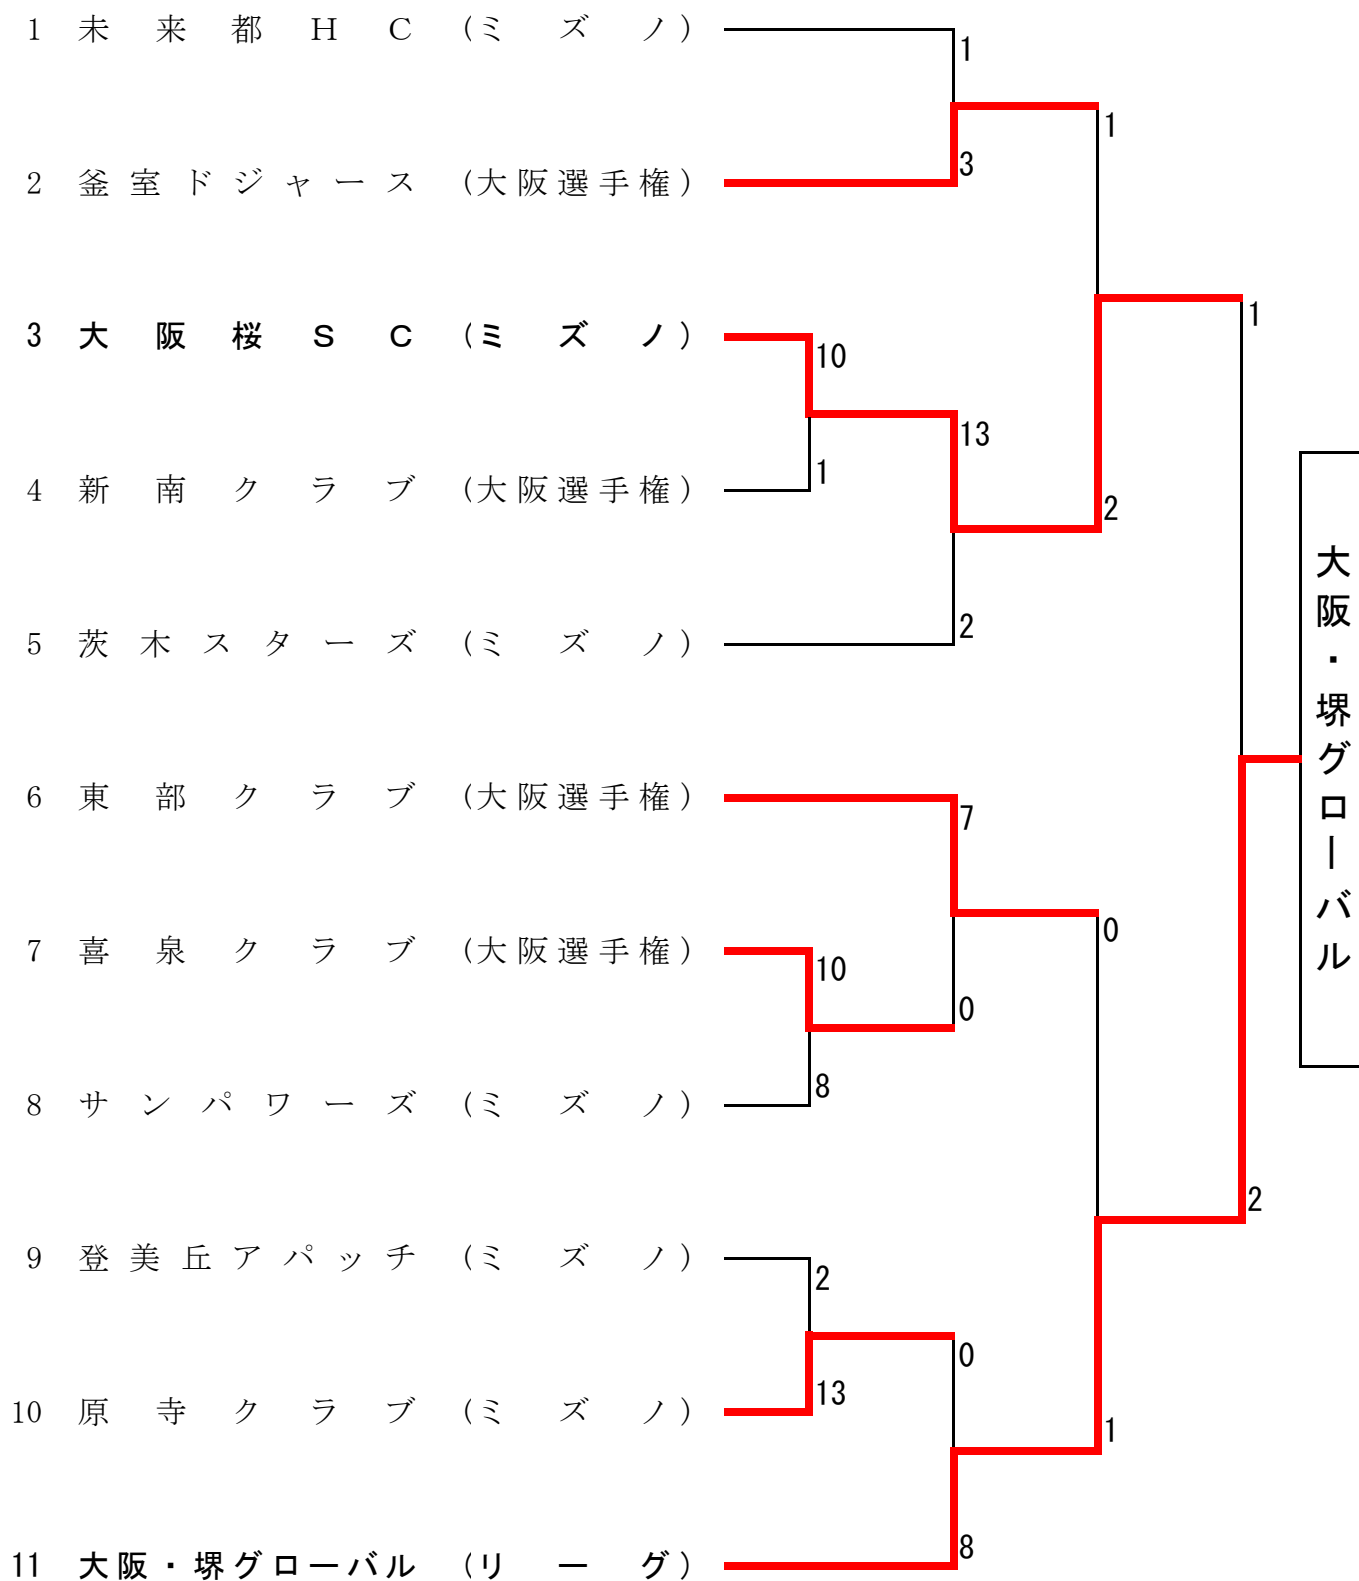 1 未来都HC (ミズノ)
1
1
2 釜室ドジャース (大阪選手権)
3
3 大阪桜SC (ミズノ)
10
1
13
4 新南クラブ (大阪選手権)
1
2
5 茨木スターズ (ミズノ)
2
大阪・堺グローバル
6 東部クラブ (大阪選手権)
7
0
7 喜泉クラブ (大阪選手権)
10
0
8 サンパワーズ (ミズノ)
8
2
9 登美丘アパッチ (ミズノ)
2
0
10 原寺クラブ (ミズノ)
13
1
11 大阪・堺グローバル (リーグ)
8